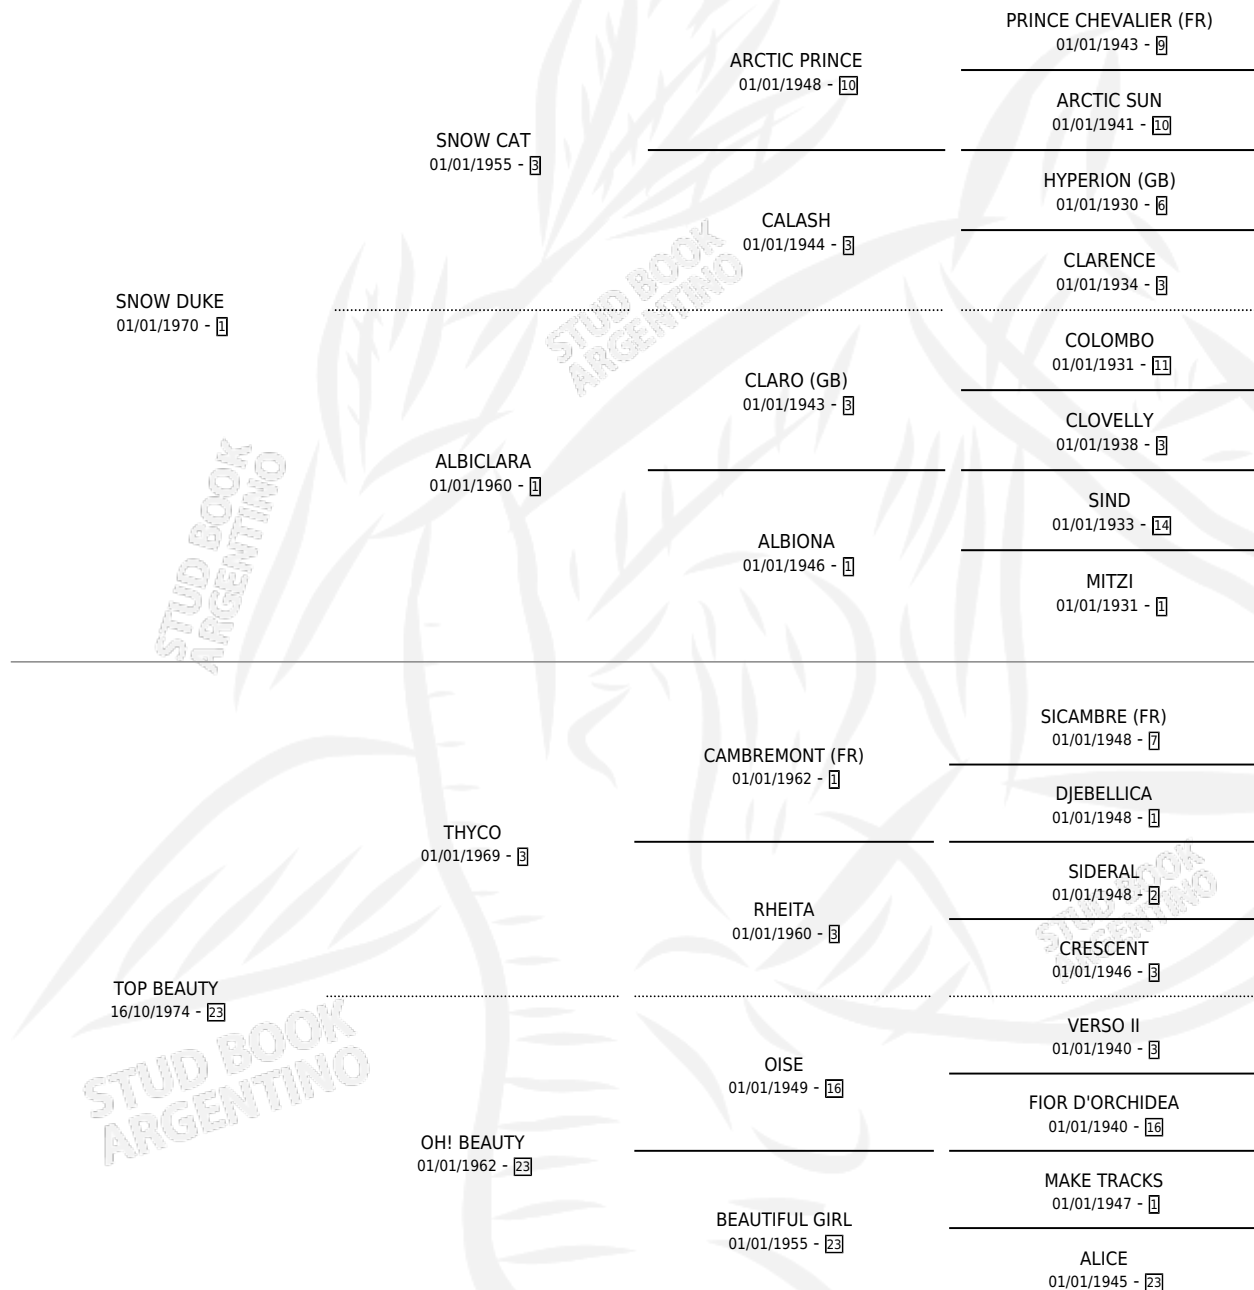 PRINCE CHEVALIER (FR)
01/01/1943 - 9
ARCTIC PRINCE
01/01/1948 - 10
ARCTIC SUN
01/01/1941 - 10
SNOW CAT
01/01/1955 - 3
HYPERION (GB)
01/01/1930 - 6
CALASH
01/01/1944 - 3
CLARENCE
01/01/1934 - 3
SNOW DUKE
01/01/1970 - 1
COLOMBO
01/01/1931 - 11
CLARO (GB)
01/01/1943 - 3
CLOVELLY
01/01/1938 - 3
ALBICLARA
01/01/1960 - 1
SIND
01/01/1933 - 14
ALBIONA
01/01/1946 - 1
MITZI
01/01/1931 - 1
SICAMBRE (FR)
01/01/1948 - 7
CAMBREMONT (FR)
01/01/1962 - 1
DJEBELLICA
01/01/1948 - 1
THYCO
01/01/1969 - 3
SIDERAL
01/01/1948 - 2
RHEITA
01/01/1960 - 3
CRESCENT
01/01/1946 - 3
TOP BEAUTY
16/10/1974 - 23
VERSO II
01/01/1940 - 3
OISE
01/01/1949 - 16
FIOR D'ORCHIDEA
01/01/1940 - 16
OH! BEAUTY
01/01/1962 - 23
MAKE TRACKS
01/01/1947 - 1
BEAUTIFUL GIRL
01/01/1955 - 23
ALICE
01/01/1945 - 23
STUD BOOK
ARGENTINO
STUD BOOK
ARGENTINO
STUD BOOK
ARGENTINO
STUD BOOK
ARGENTINO